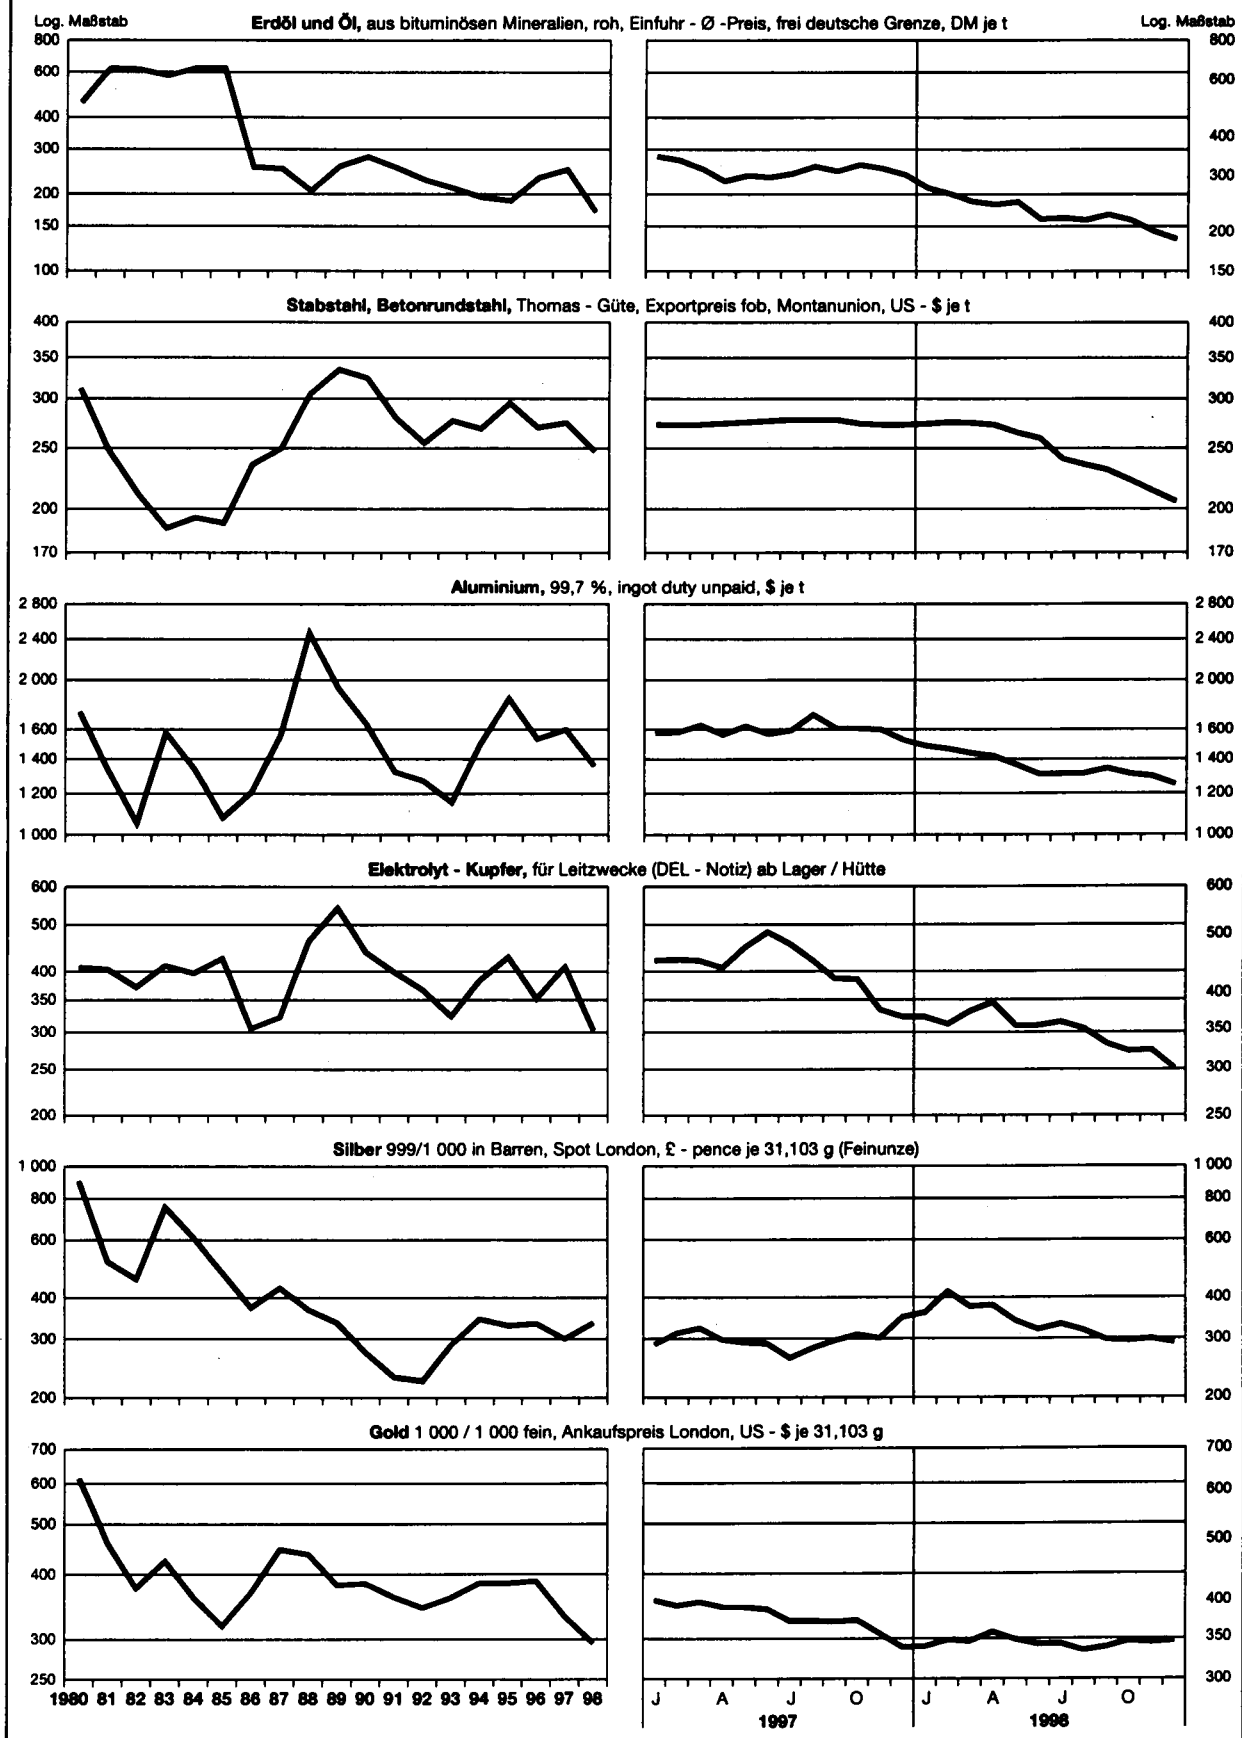 Log. Maßstab Erdöl und Öl, aus bituminösen Mineralien, roh, Einfuhr - Ø -Preis, frei deutsche Grenze, DM je t Log. Maßstab
800 800
600 600
400 400
300 300
200 200
150 150
100
Stabstahl, Betonrundstahl, Thomas - Güte, Exportpreis fob, Montanunion, US - $ je t
400 400
350 350
300 300
250 250
200 200
170 170
Aluminium, 99,7 %, ingot duty unpaid, $ je t
2 800 2 800
2 400 2 400
2 000 2 000
1 600 1 600
1 400 1 400
1 200 1 200
1 000 1 000
Elektrolyt - Kupfer, für Leitzwecke (DEL - Notiz) ab Lager / Hütte
600 600
500 500
400 400
350 350
300 300
250 250
200
Silber 999/1 000 in Barren, Spot London, £ - pence je 31,103 g (Feinunze)
1 000 1 000
800 800
600 600
400 400
300 300
200 200
Gold 1 000 / 1 000 fein, Ankaufspreis London, US - $ je 31,103 g
700 700
600 600
500 500
400 400
300 350
250 300
1980 81 82 83 84 85 86 87 88 89 90 91 92 93 94 95 96 97 98 J A J O J A J O
1997 1998